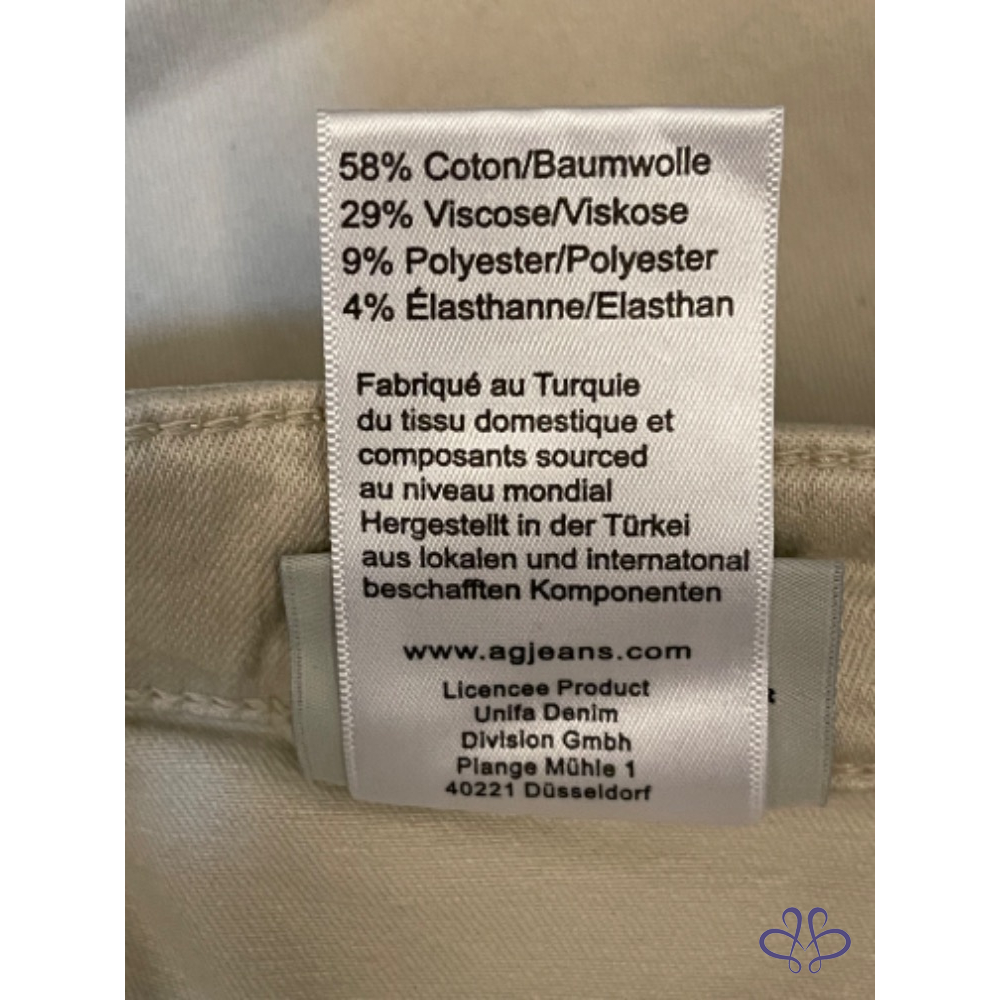 58% Coton/Baumwolle
29% Viscose/Viskose
9% Polyester/Polyester
4% Élasthanne/Elasthan
Fabriqué au Turquie
du tissu domestique et
composants sourced
au niveau mondial
Hergestellt in der Türkei
aus lokalen und internatonal
beschafften Komponenten
www.agjeans.com
Licencee Product
Unifa Denim
Division Gmbh
Plange Mühle 1
40221 Düsseldorf